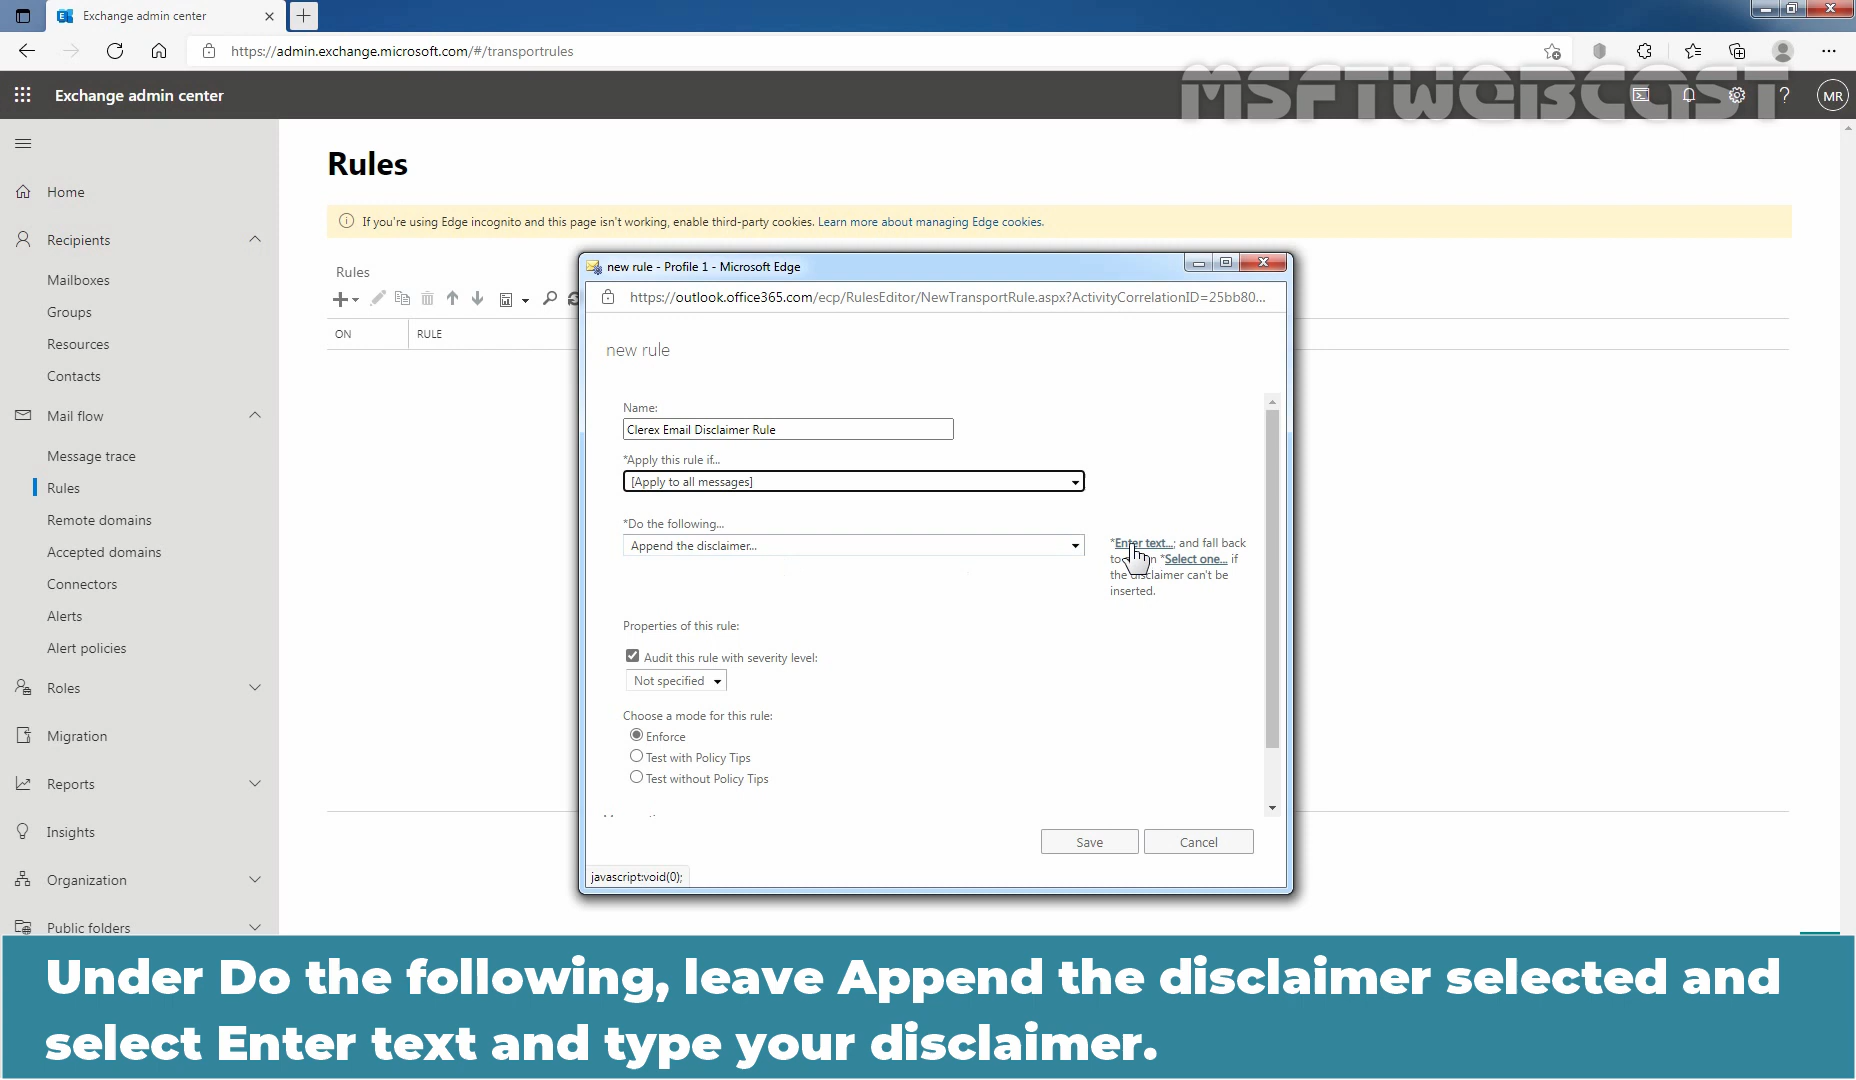 Exchange admin center
https://admin.exchange.microsoft.com/#/transportrules
MSFTWEBCAST
Exchange admin center
MR
Home
Recipients
Mailboxes
Groups
Resources
Contacts
Mail flow
Message trace
Rules
Remote domains
Accepted domains
Connectors
Alerts
Alert policies
Roles
Migration
Reports
Insights
Organization
Public folders
Rules
If you're using Edge incognito and this page isn't working, enable third-party cookies. Learn more about managing Edge cookies.
Rules
ON RULE
new rule - Profile 1 - Microsoft Edge
https://outlook.office365.com/ecp/RulesEditor/NewTransportRule.aspx?ActivityCorrelationID=25bb80...
new rule
Name:
Clerex Email Disclaimer Rule
*Apply this rule if...
[Apply to all messages]
*Do the following...
Append the disclaimer...
*Enter text...; and fall back
to *Select one... if
the disclaimer can't be
inserted.
Properties of this rule:
Audit this rule with severity level:
Not specified
Choose a mode for this rule:
Enforce
Test with Policy Tips
Test without Policy Tips
Save Cancel
javascript:void(0);
Under Do the following, leave Append the disclaimer selected and
select Enter text and type your disclaimer.